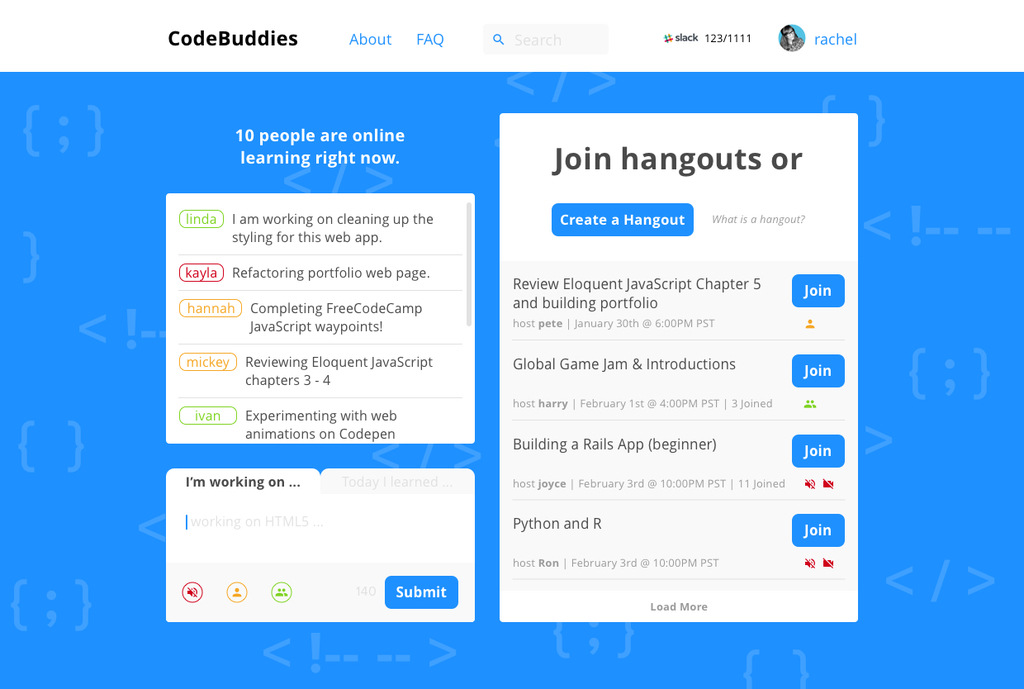 CodeBuddies
About
FAQ
Search
slack 123/1111
rachel
10 people are online
learning right now.
linda I am working on cleaning up the
styling for this web app.
kayla Refactoring portfolio web page.
hannah Completing FreeCodeCamp
JavaScript waypoints!
mickey Reviewing Eloquent JavaScript
chapters 3 - 4
ivan Experimenting with web
animations on Codepen
I'm working on ...
Today I learned ...
working on HTML5 ...
140
Submit
Join hangouts or
Create a Hangout
What is a hangout?
Review Eloquent JavaScript Chapter 5
and building portfolio
Join
host pete | January 30th @ 6:00PM PST
Global Game Jam & Introductions
Join
host harry | February 1st @ 4:00PM PST | 3 Joined
Building a Rails App (beginner)
Join
host joyce | February 3rd @ 10:00PM PST | 11 Joined
Python and R
Join
host Ron | February 3rd @ 10:00PM PST
Load More